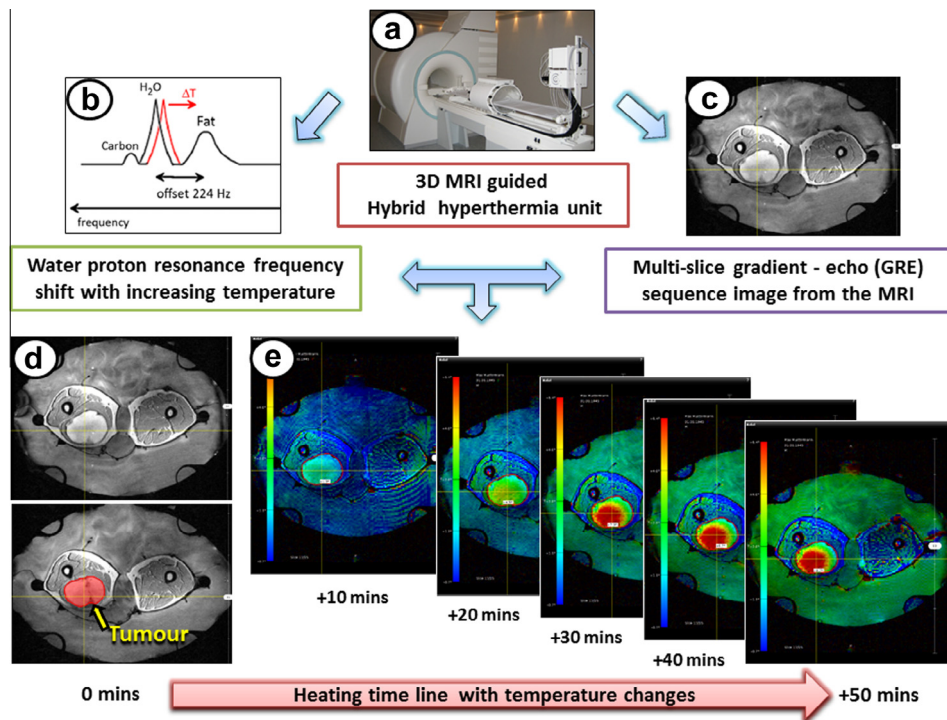 a
b
H2O
ΔT
Fat
Carbon
offset 224 Hz
frequency
c
3D MRI guided
Hybrid hyperthermia unit
Water proton resonance frequency
shift with increasing temperature
Multi-slice gradient - echo (GRE)
sequence image from the MRI
d
e
Tumour
+10 mins
+20 mins
+30 mins
+40 mins
0 mins
Heating time line with temperature changes
+50 mins